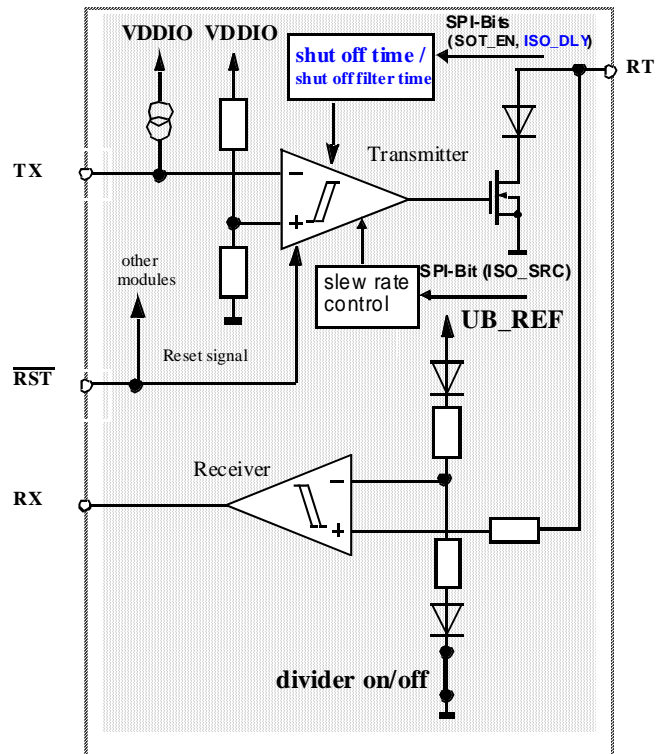 VDDIO
VDDIO
SPI-Bits
(SOT_EN, ISO_DLY)
shut off time /
shut off filter time
RT
TX
Transmitter
−
+
other
modules
slew rate
control
SPI-Bit (ISO_SRC)
UB_REF
Reset signal
RST
Receiver
RX
−
+
divider on/off